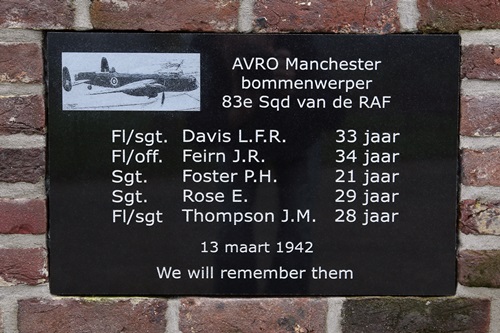 AVRO Manchester
bommenwerper
83e Sqd van de RAF
Fl/sgt. Davis L.F.R. 33 jaar
Fl/off. Feirn J.R. 34 jaar
Sgt. Foster P.H. 21 jaar
Sgt. Rose E. 29 jaar
Fl/sgt Thompson J.M. 28 jaar
13 maart 1942
We will remember them